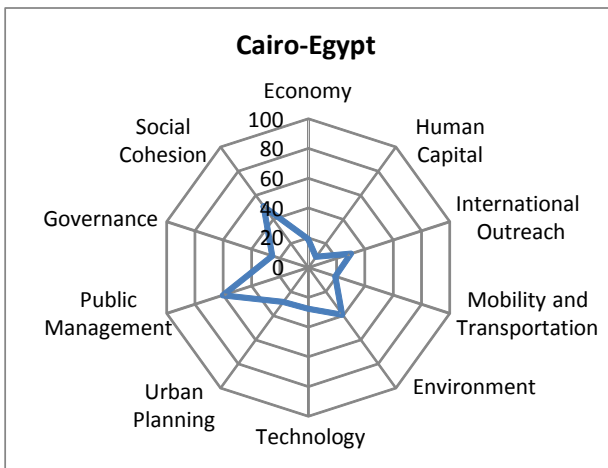 Cairo-Egypt
Economy
Human
Capital
International
Outreach
Mobility and
Transportation
Environment
Technology
Urban
Planning
Public
Management
Governance
Social
Cohesion
100
80
60
40
20
0